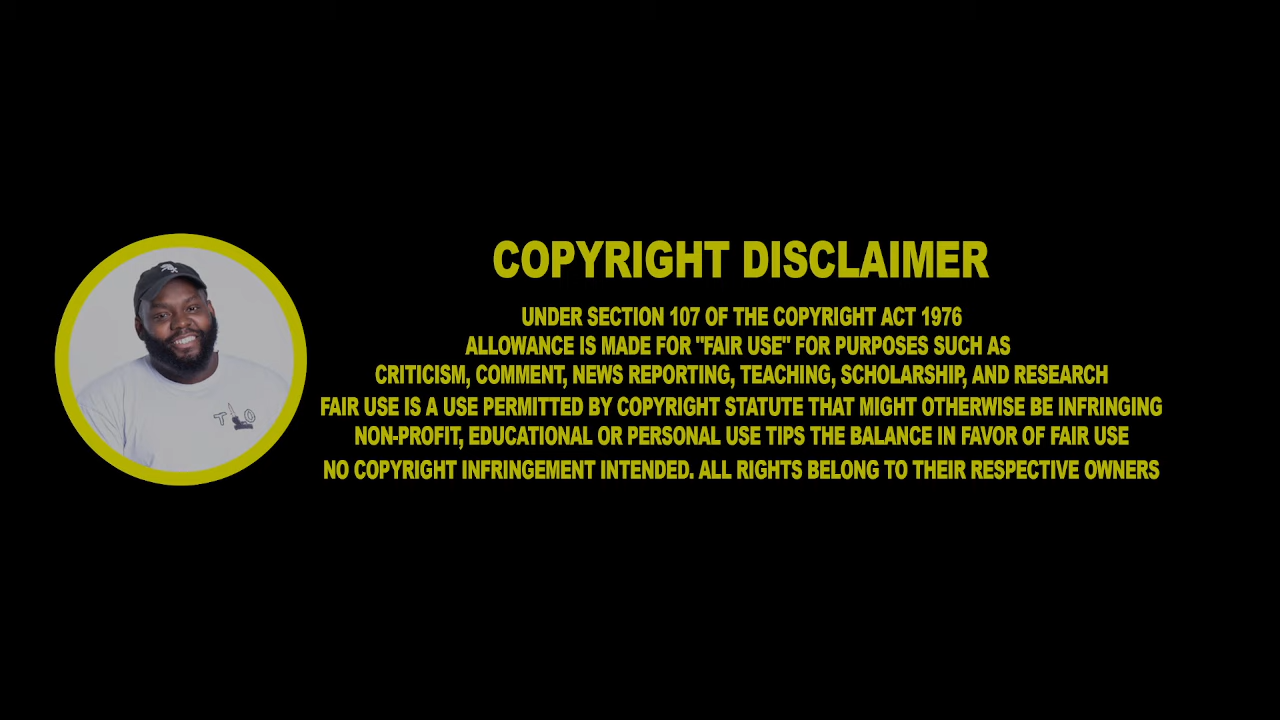 COPYRIGHT DISCLAIMER
UNDER SECTION 107 OF THE COPYRIGHT ACT 1976
ALLOWANCE IS MADE FOR "FAIR USE" FOR PURPOSES SUCH AS
CRITICISM, COMMENT, NEWS REPORTING, TEACHING, SCHOLARSHIP, AND RESEARCH
FAIR USE IS A USE PERMITTED BY COPYRIGHT STATUTE THAT MIGHT OTHERWISE BE INFRINGING
NON-PROFIT, EDUCATIONAL OR PERSONAL USE TIPS THE BALANCE IN FAVOR OF FAIR USE
NO COPYRIGHT INFRINGEMENT INTENDED. ALL RIGHTS BELONG TO THEIR RESPECTIVE OWNERS